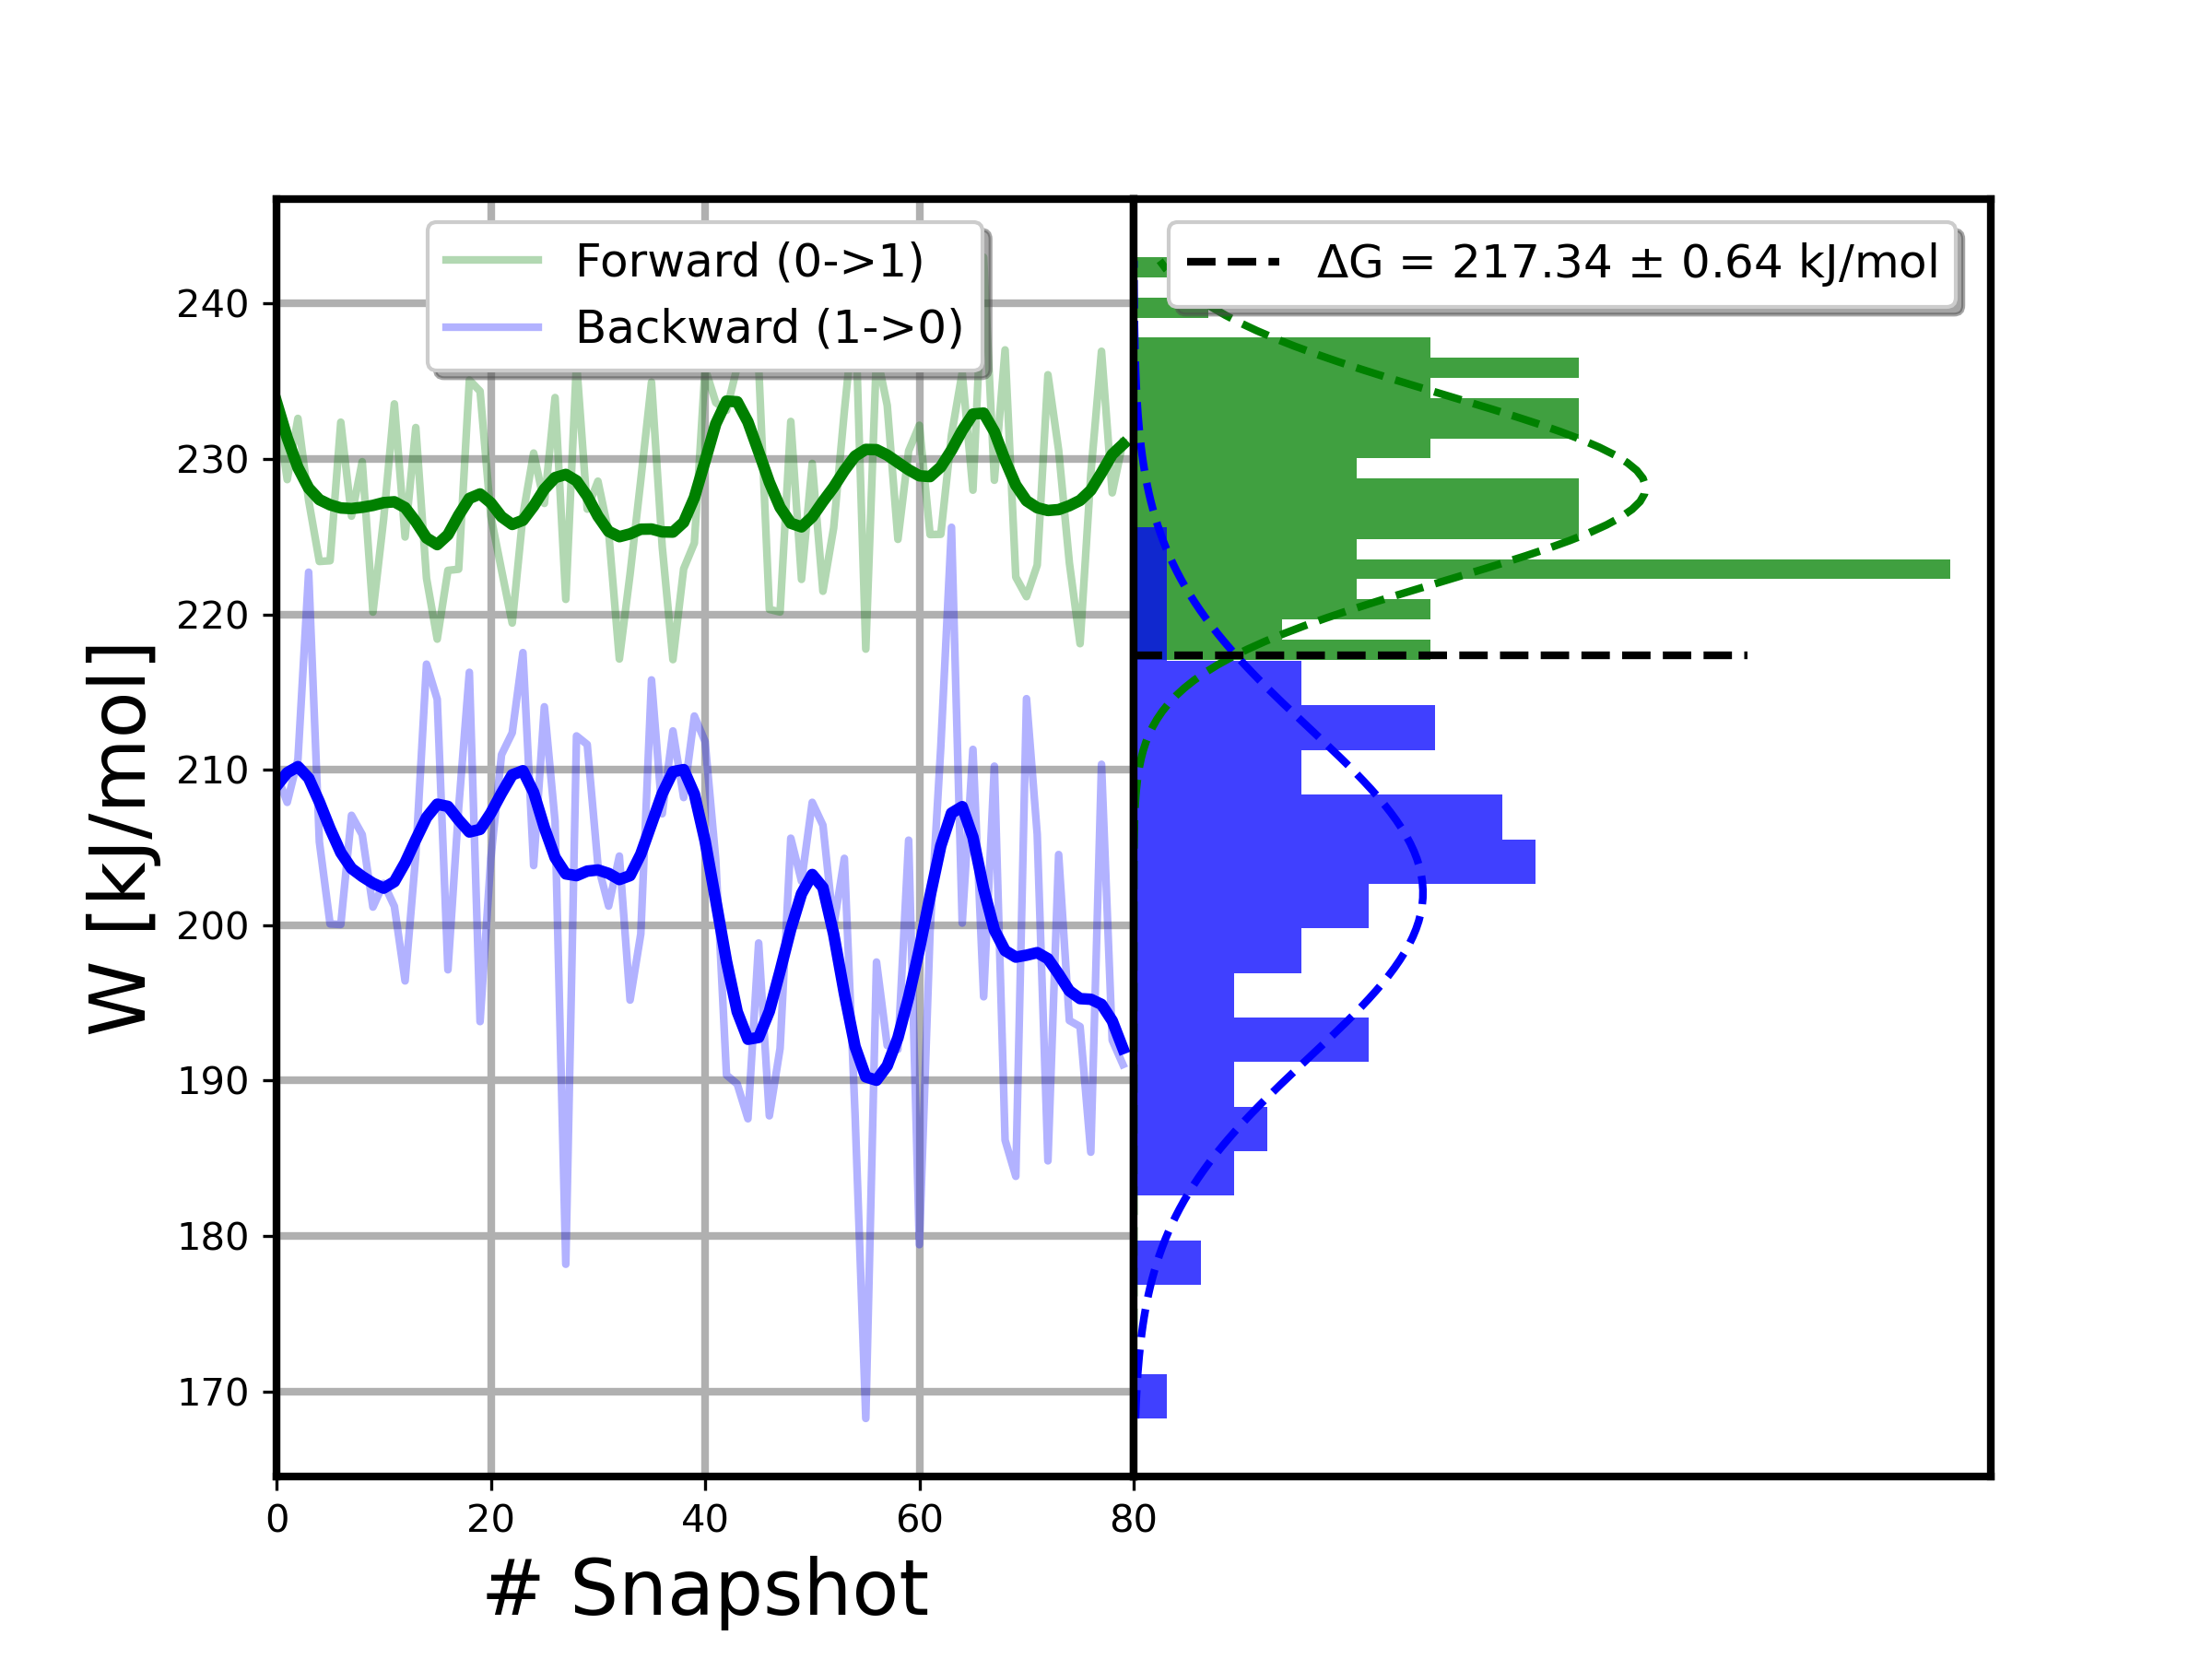 Forward (0->1)
Backward (1->0)
ΔG = 217.34 ± 0.64 kJ/mol
240
230
220
210
200
190
180
170
W [kJ/mol]
0 20 40 60 80
# Snapshot